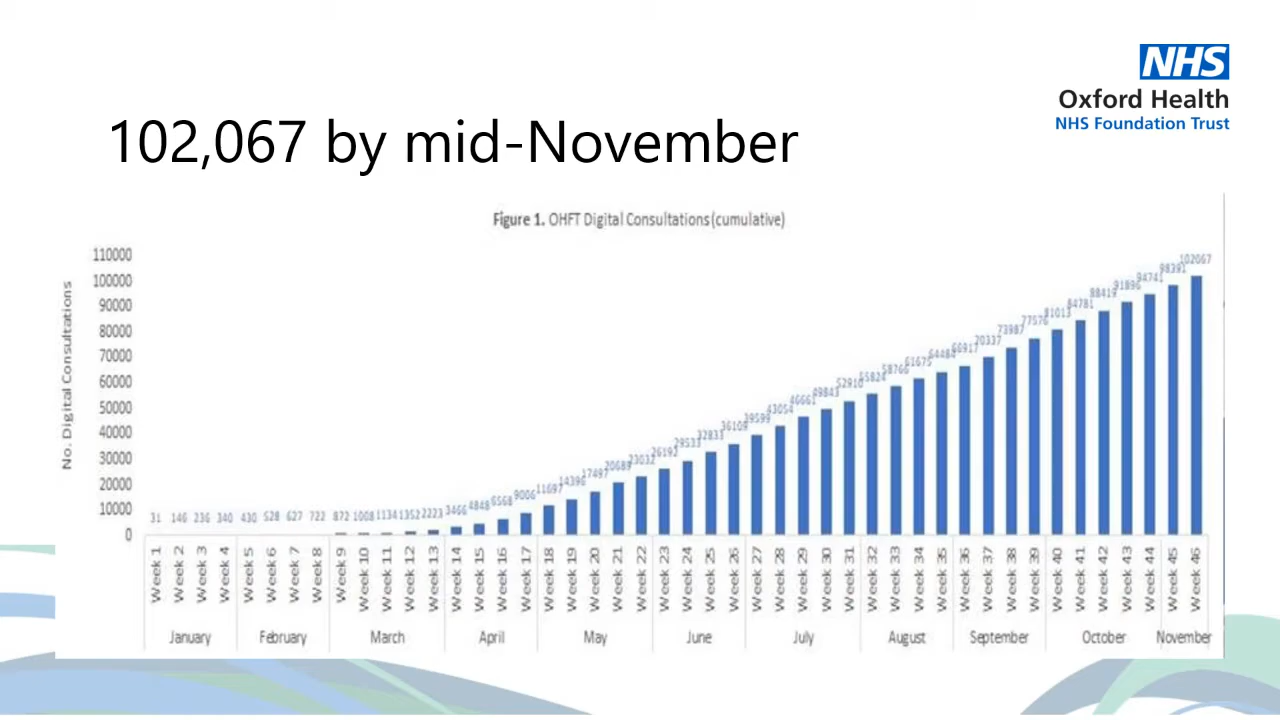 NHS
Oxford Health
NHS Foundation Trust
102,067 by mid-November
Figure 1. OHFT Digital Consultations (cumulative)
No. Digital Consultations
110000
100000
90000
80000
70000
60000
50000
40000
30000
20000
10000
0
31 146 236 340 430 528 627 722 872 1008 1134 1352 2223 3466 4848 6568 9006 11697 14396 17497 20689 23032 26192 29533 32833 36109 39599 43054 46661 49843 52910 55824 58766 61675 64484 66917 20337 73987 77576 81013 84781 88419 91896 94741 98391 102067
Week 1 Week 2 Week 3 Week 4 Week 5 Week 6 Week 7 Week 8 Week 9 Week 10 Week 11 Week 12 Week 13 Week 14 Week 15 Week 16 Week 17 Week 18 Week 19 Week 20 Week 21 Week 22 Week 23 Week 24 Week 25 Week 26 Week 27 Week 28 Week 29 Week 30 Week 31 Week 32 Week 33 Week 34 Week 35 Week 36 Week 37 Week 38 Week 39 Week 40 Week 41 Week 42 Week 43 Week 44 Week 45 Week 46
January February March April May June July August September October November